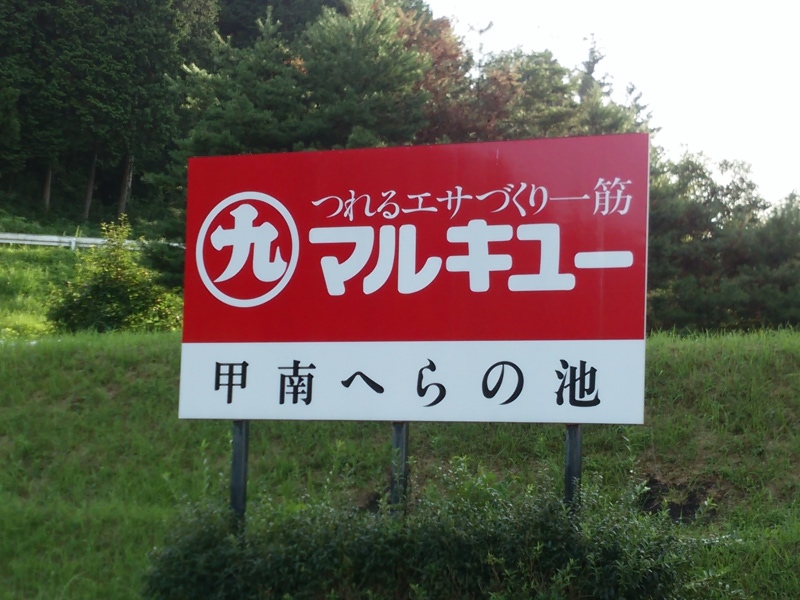 つれるエサづくり一筋
九 マルキユー
甲南へらの池